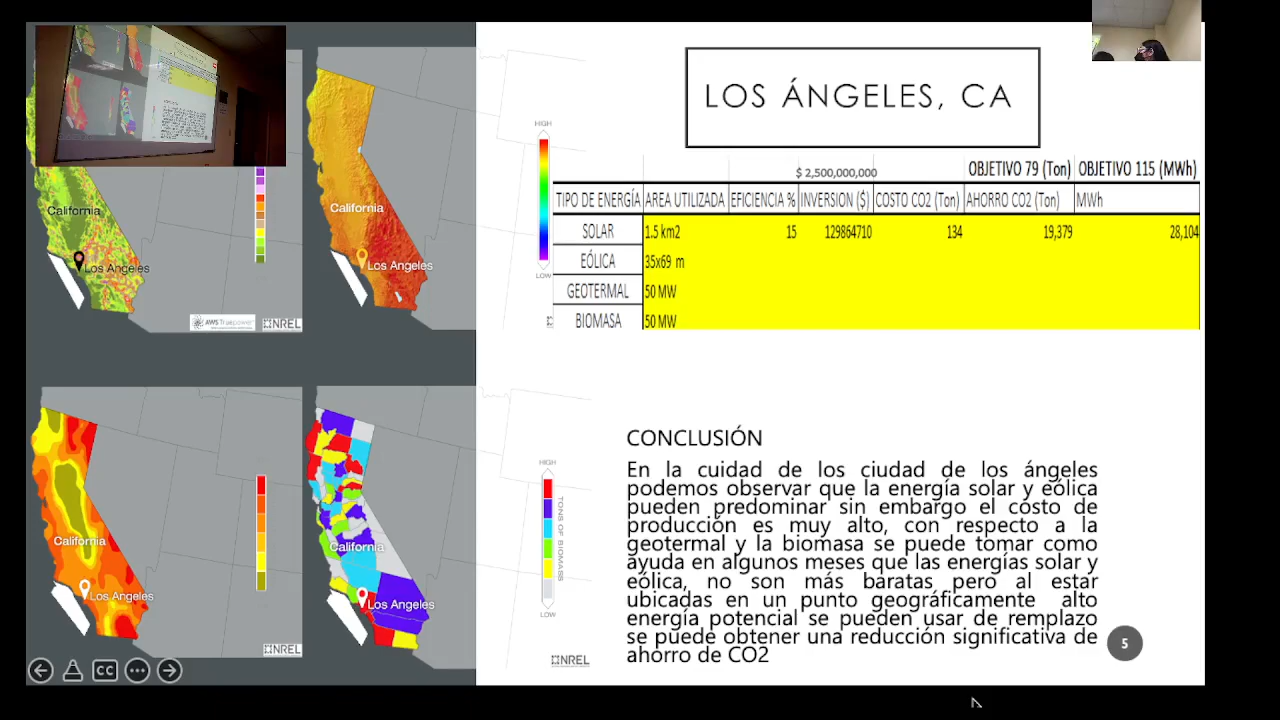 LOS ÁNGELES, CA
$ 2,500,000,000 OBJETIVO 79 (Ton) OBJETIVO 115 (MWh)
TIPO DE ENERGÍA AREA UTILIZADA EFICIENCIA % INVERSION ($) COSTO CO2 (Ton) AHORRO CO2 (Ton) MWh
SOLAR 1.5 km2 15 129864710 134 19,379 28,104
EÓLICA 35x69 m
GEOTERMAL 50 MW
BIOMASA 50 MW
California
Los Angeles
AWS Truepower
NREL
California
Los Angeles
HIGH
LOW
California
Los Angeles
NREL
California
Los Angeles
HIGH
TONS OF BIOMASS
LOW
NREL
CONCLUSIÓN
En la cuidad de los ciudad de los ángeles
podemos observar que la energía solar y eólica
pueden predominar sin embargo el costo de
producción es muy alto, con respecto a la
geotermal y la biomasa se puede tomar como
ayuda en algunos meses que las energías solar y
eólica, no son más baratas pero al estar
ubicadas en un punto geográficamente alto
energía potencial se pueden usar de remplazo
se puede obtener una reducción significativa de
ahorro de CO2
5
CC